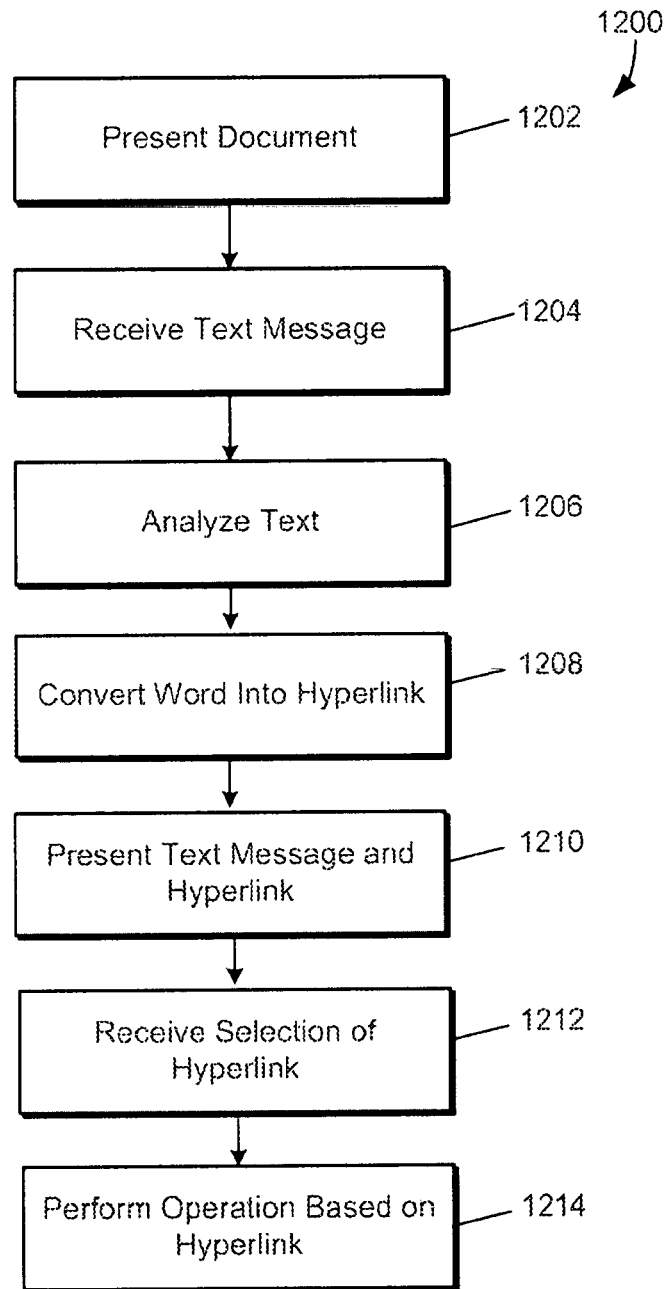 1200
Present Document
1202
Receive Text Message
1204
Analyze Text
1206
Convert Word Into Hyperlink
1208
Present Text Message and
Hyperlink
1210
Receive Selection of
Hyperlink
1212
Perform Operation Based on
Hyperlink
1214